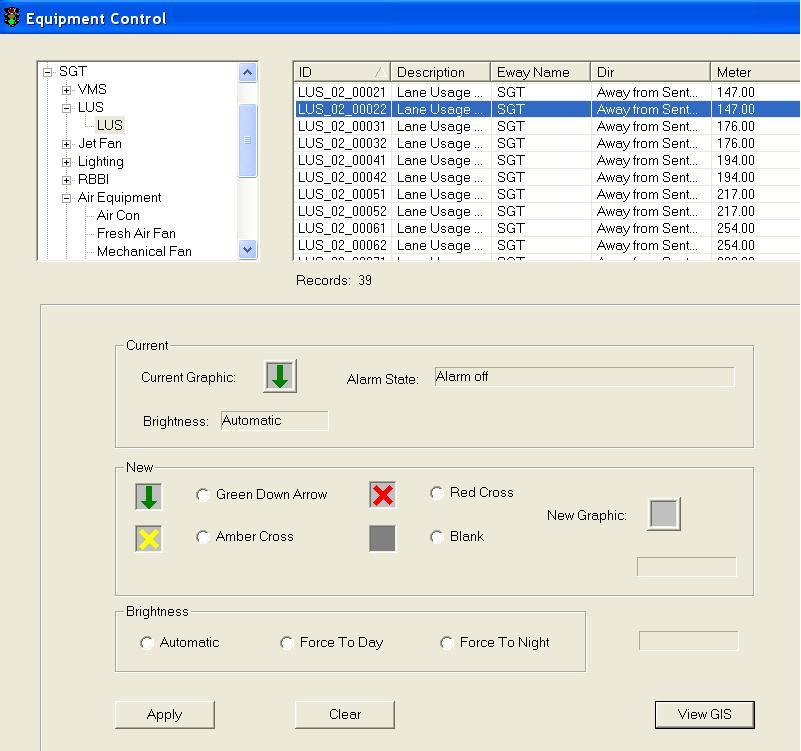 Equipment Control
SGT
VMS
LUS
LUS
Jet Fan
Lighting
RBBI
Air Equipment
Air Con
Fresh Air Fan
Mechanical Fan
ID Description Eway Name Dir Meter
LUS_02_00021 Lane Usage ... SGT Away from Sent... 147.00
LUS_02_00022 Lane Usage ... SGT Away from Sent... 147.00
LUS_02_00031 Lane Usage ... SGT Away from Sent... 176.00
LUS_02_00032 Lane Usage ... SGT Away from Sent... 176.00
LUS_02_00041 Lane Usage ... SGT Away from Sent... 194.00
LUS_02_00042 Lane Usage ... SGT Away from Sent... 194.00
LUS_02_00051 Lane Usage ... SGT Away from Sent... 217.00
LUS_02_00052 Lane Usage ... SGT Away from Sent... 217.00
LUS_02_00061 Lane Usage ... SGT Away from Sent... 254.00
LUS_02_00062 Lane Usage ... SGT Away from Sent... 254.00
Records: 39
Current
Current Graphic: Alarm State: Alarm off
Brightness: Automatic
New
Green Down Arrow Red Cross
New Graphic:
Amber Cross Blank
Brightness
Automatic Force To Day Force To Night
Apply Clear View GIS